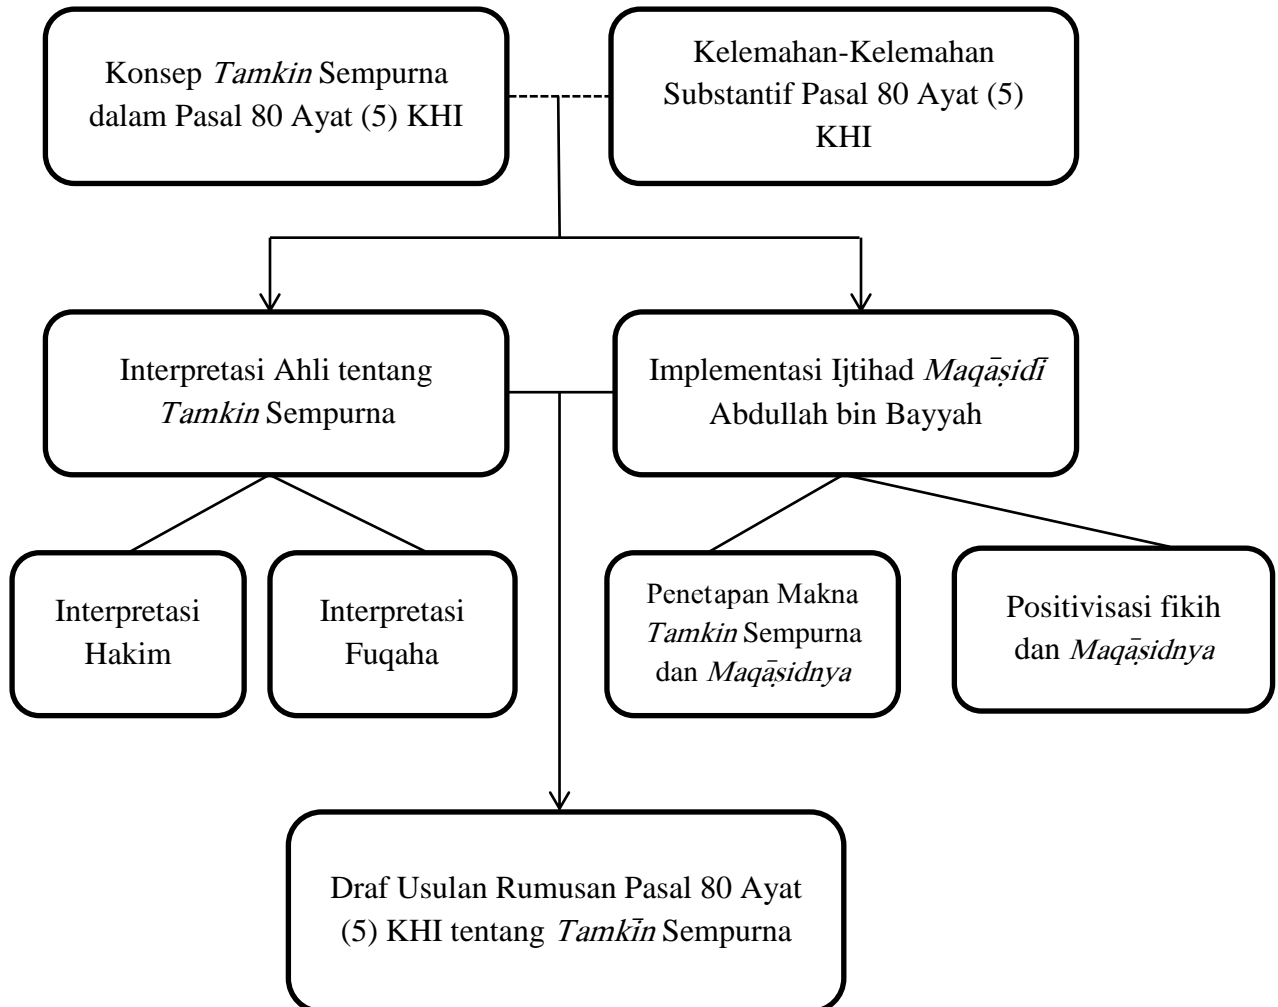 Konsep Tamkin Sempurna
dalam Pasal 80 Ayat (5) KHI
Kelemahan-Kelemahan
Substantif Pasal 80 Ayat (5)
KHI
Interpretasi Ahli tentang
Tamkin Sempurna
Implementasi Ijtihad Maqāṣidī
Abdullah bin Bayyah
Interpretasi
Hakim
Interpretasi
Fuqaha
Penetapan Makna
Tamkin Sempurna
dan Maqāṣidnya
Positivisasi fikih
dan Maqāṣidnya
Draf Usulan Rumusan Pasal 80 Ayat
(5) KHI tentang Tamkīn Sempurna